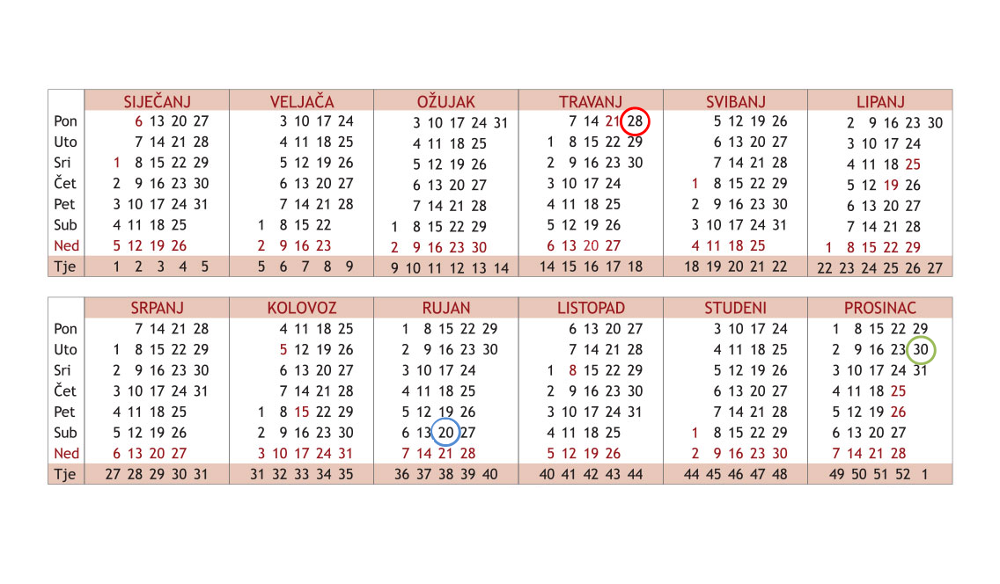 SIJEČANJ VELJAČA OŽUJAK TRAVANJ SVIBANJ LIPANJ
Pon 6 13 20 27 3 10 17 24 3 10 17 24 31 7 14 21 28 5 12 19 26 2 9 16 23 30
Uto 7 14 21 28 4 11 18 25 4 11 18 25 1 8 15 22 29 6 13 20 27 3 10 17 24
Sri 1 8 15 22 29 5 12 19 26 5 12 19 26 2 9 16 23 30 7 14 21 28 4 11 18 25
Čet 2 9 16 23 30 6 13 20 27 6 13 20 27 3 10 17 24 1 8 15 22 29 5 12 19 26
Pet 3 10 17 24 31 7 14 21 28 7 14 21 28 4 11 18 25 2 9 16 23 30 6 13 20 27
Sub 4 11 18 25 1 8 15 22 1 8 15 22 29 5 12 19 26 3 10 17 24 31 7 14 21 28
Ned 5 12 19 26 2 9 16 23 2 9 16 23 30 6 13 20 27 4 11 18 25 1 8 15 22 29
Tje 1 2 3 4 5 5 6 7 8 9 9 10 11 12 13 14 14 15 16 17 18 18 19 20 21 22 22 23 24 25 26 27
SRPANJ KOLOVOZ RUJAN LISTOPAD STUDENI PROSINAC
Pon 7 14 21 28 4 11 18 25 1 8 15 22 29 6 13 20 27 3 10 17 24 1 8 15 22 29
Uto 1 8 15 22 29 5 12 19 26 2 9 16 23 30 7 14 21 28 4 11 18 25 2 9 16 23 30
Sri 2 9 16 23 30 6 13 20 27 3 10 17 24 1 8 15 22 29 5 12 19 26 3 10 17 24 31
Čet 3 10 17 24 31 7 14 21 28 4 11 18 25 2 9 16 23 30 6 13 20 27 4 11 18 25
Pet 4 11 18 25 1 8 15 22 29 5 12 19 26 3 10 17 24 31 7 14 21 28 5 12 19 26
Sub 5 12 19 26 2 9 16 23 30 6 13 20 27 4 11 18 25 1 8 15 22 29 6 13 20 27
Ned 6 13 20 27 3 10 17 24 31 7 14 21 28 5 12 19 26 2 9 16 23 30 7 14 21 28
Tje 27 28 29 30 31 31 32 33 34 35 36 37 38 39 40 40 41 42 43 44 44 45 46 47 48 49 50 51 52 1